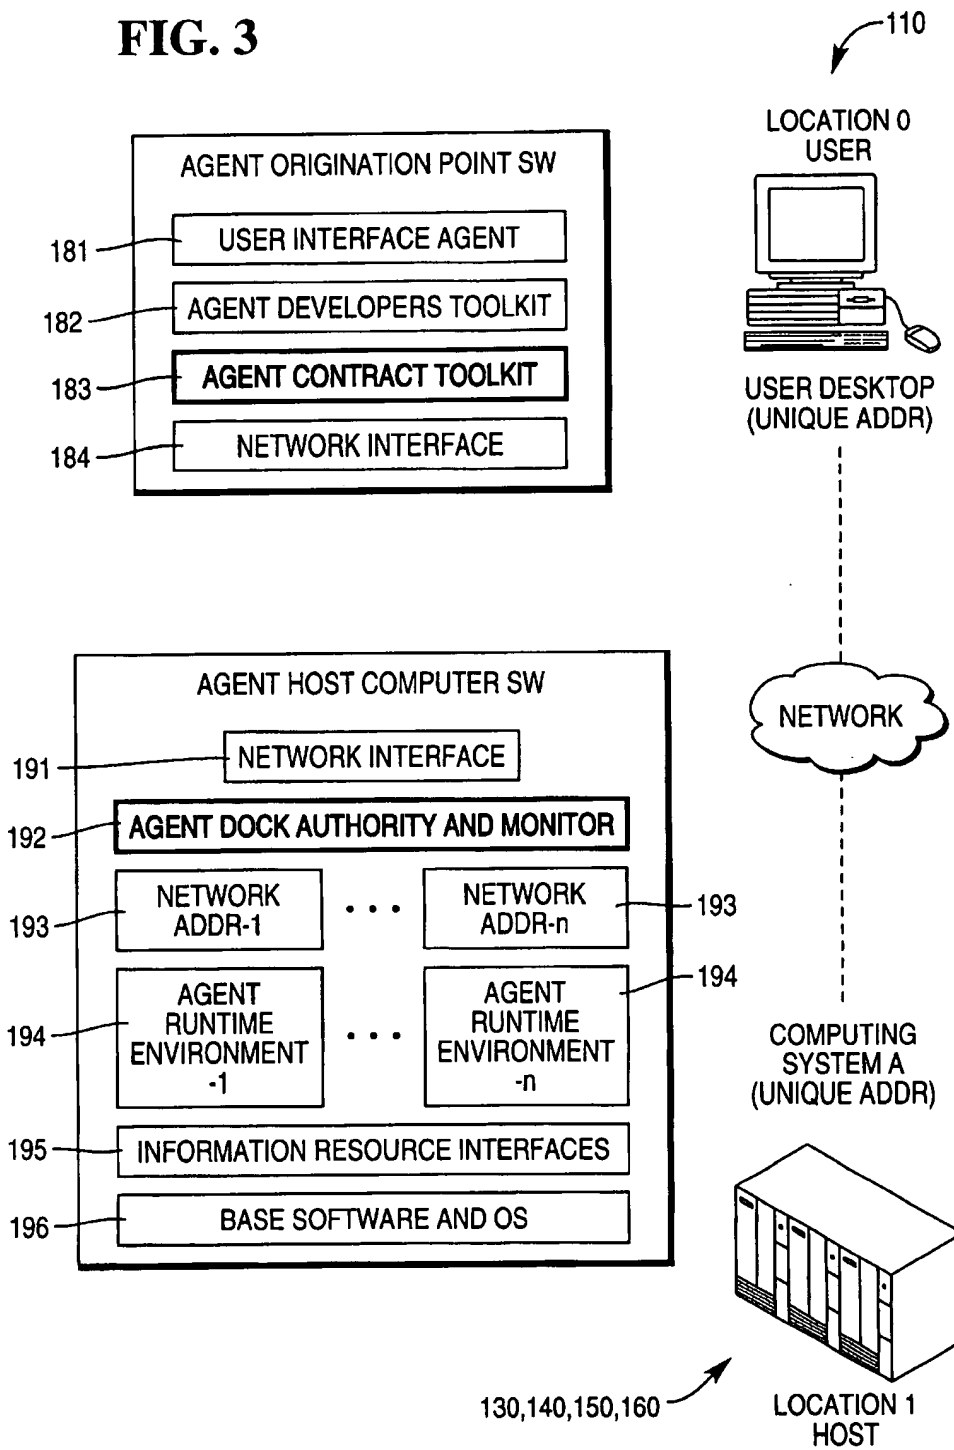 FIG. 3
110
LOCATION 0
USER
AGENT ORIGINATION POINT SW
181
USER INTERFACE AGENT
182
AGENT DEVELOPERS TOOLKIT
183
AGENT CONTRACT TOOLKIT
184
NETWORK INTERFACE
USER DESKTOP
(UNIQUE ADDR)
NETWORK
AGENT HOST COMPUTER SW
191
NETWORK INTERFACE
192
AGENT DOCK AUTHORITY AND MONITOR
193
NETWORK
ADDR-1
• • •
NETWORK
ADDR-n
193
194
AGENT
RUNTIME
ENVIRONMENT
-1
• • •
AGENT
RUNTIME
ENVIRONMENT
-n
194
195
INFORMATION RESOURCE INTERFACES
196
BASE SOFTWARE AND OS
COMPUTING
SYSTEM A
(UNIQUE ADDR)
130,140,150,160
LOCATION 1
HOST